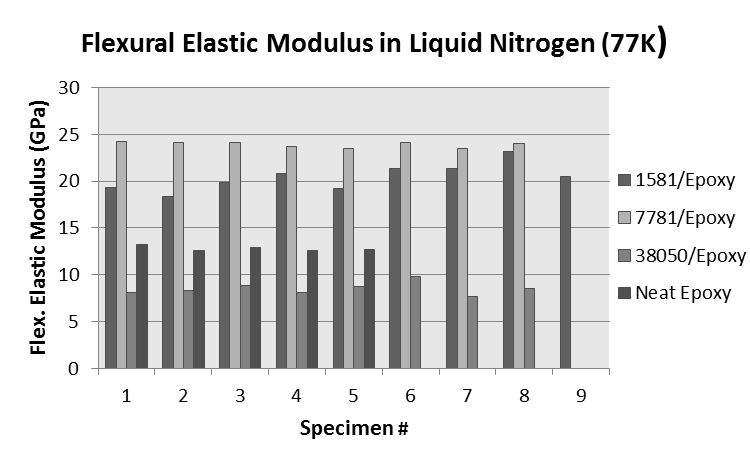 Flexural Elastic Modulus in Liquid Nitrogen (77K)
Flex. Elastic Modulus (GPa)
30
25
20
15
10
5
0
1 2 3 4 5 6 7 8 9
Specimen #
1581/Epoxy
7781/Epoxy
38050/Epoxy
Neat Epoxy